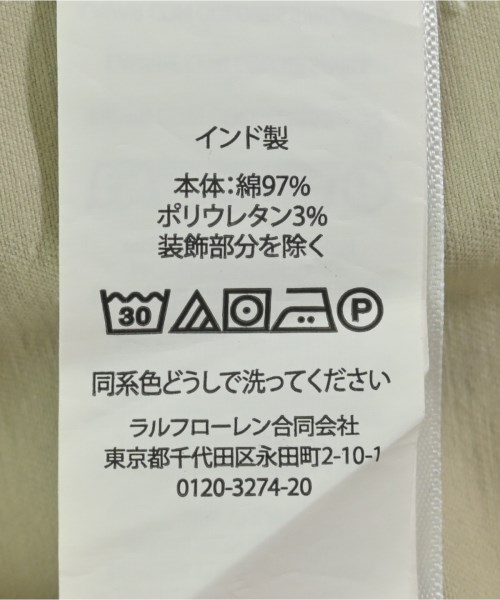 インド製
本体：綿97%
ポリウレタン3%
装飾部分を除く
30 P
同系色どうしで洗ってください
ラルフローレン合同会社
東京都千代田区永田町2-10-1
0120-3274-20